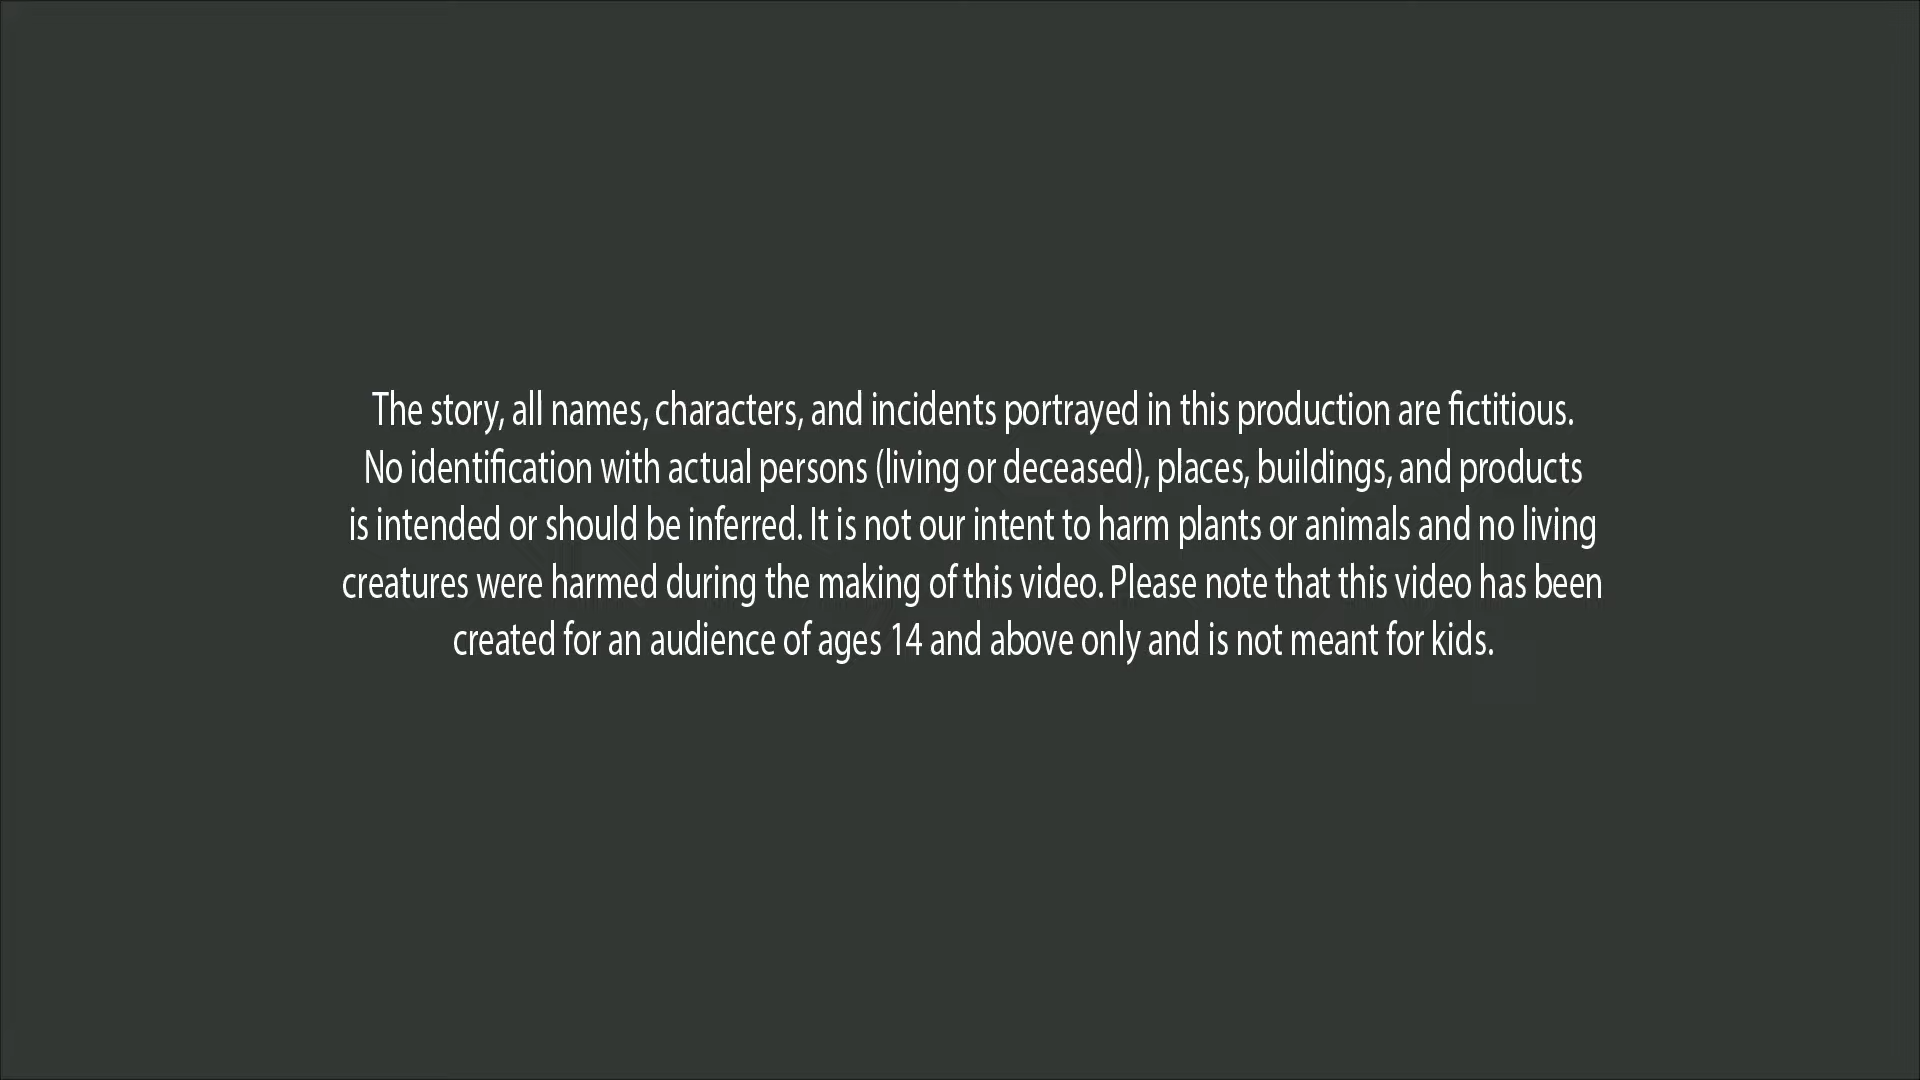 The story, all names, characters, and incidents portrayed in this production are fictitious.
No identification with actual persons (living or deceased), places, buildings, and products
is intended or should be inferred. It is not our intent to harm plants or animals and no living
creatures were harmed during the making of this video. Please note that this video has been
created for an audience of ages 14 and above only and is not meant for kids.